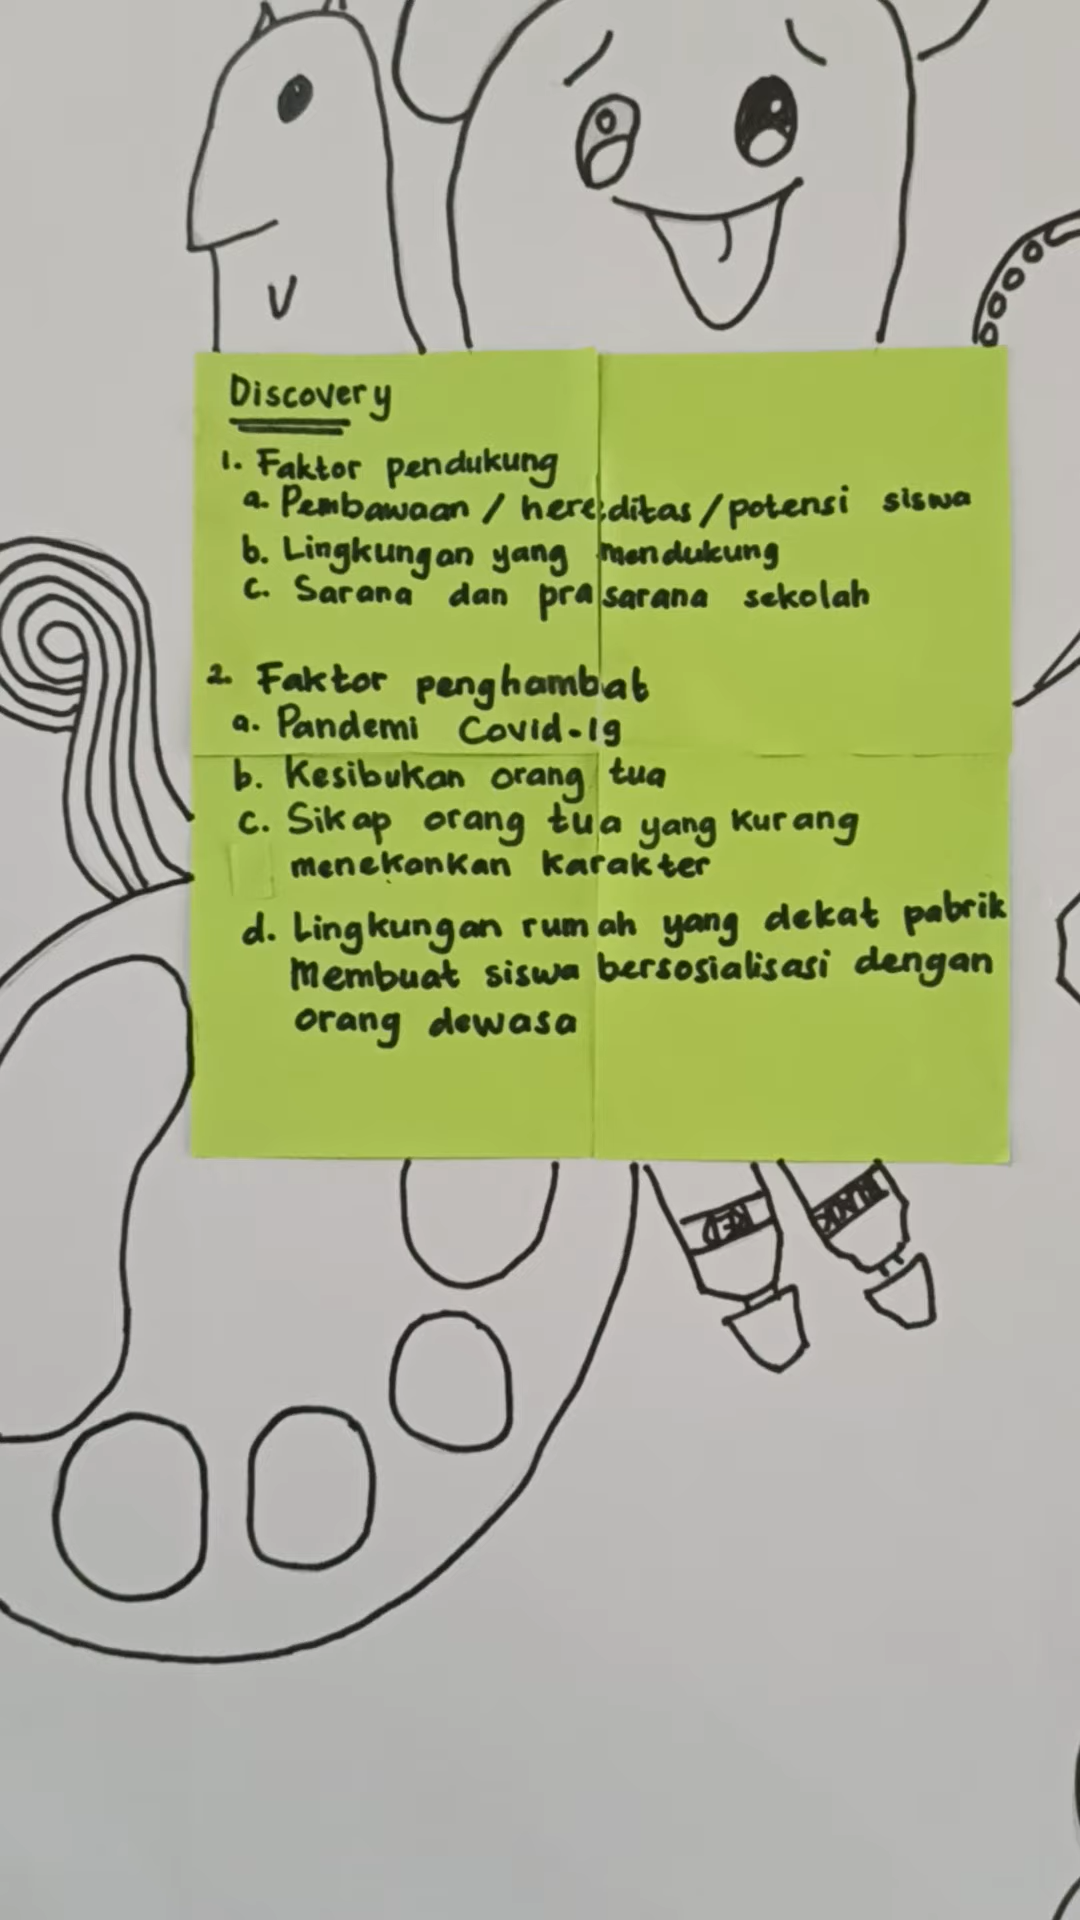 Discovery
1. Faktor pendukung
a. Pembawaan / hereditas / potensi siswa
b. Lingkungan yang mendukung
c. Sarana dan prasarana sekolah
2. Faktor penghambat
a. Pandemi Covid-19
b. Kesibukan orang tua
c. Sikap orang tua yang kurang
menekankan karakter
d. Lingkungan rumah yang dekat pabrik
Membuat siswa bersosialisasi dengan
orang dewasa
RED